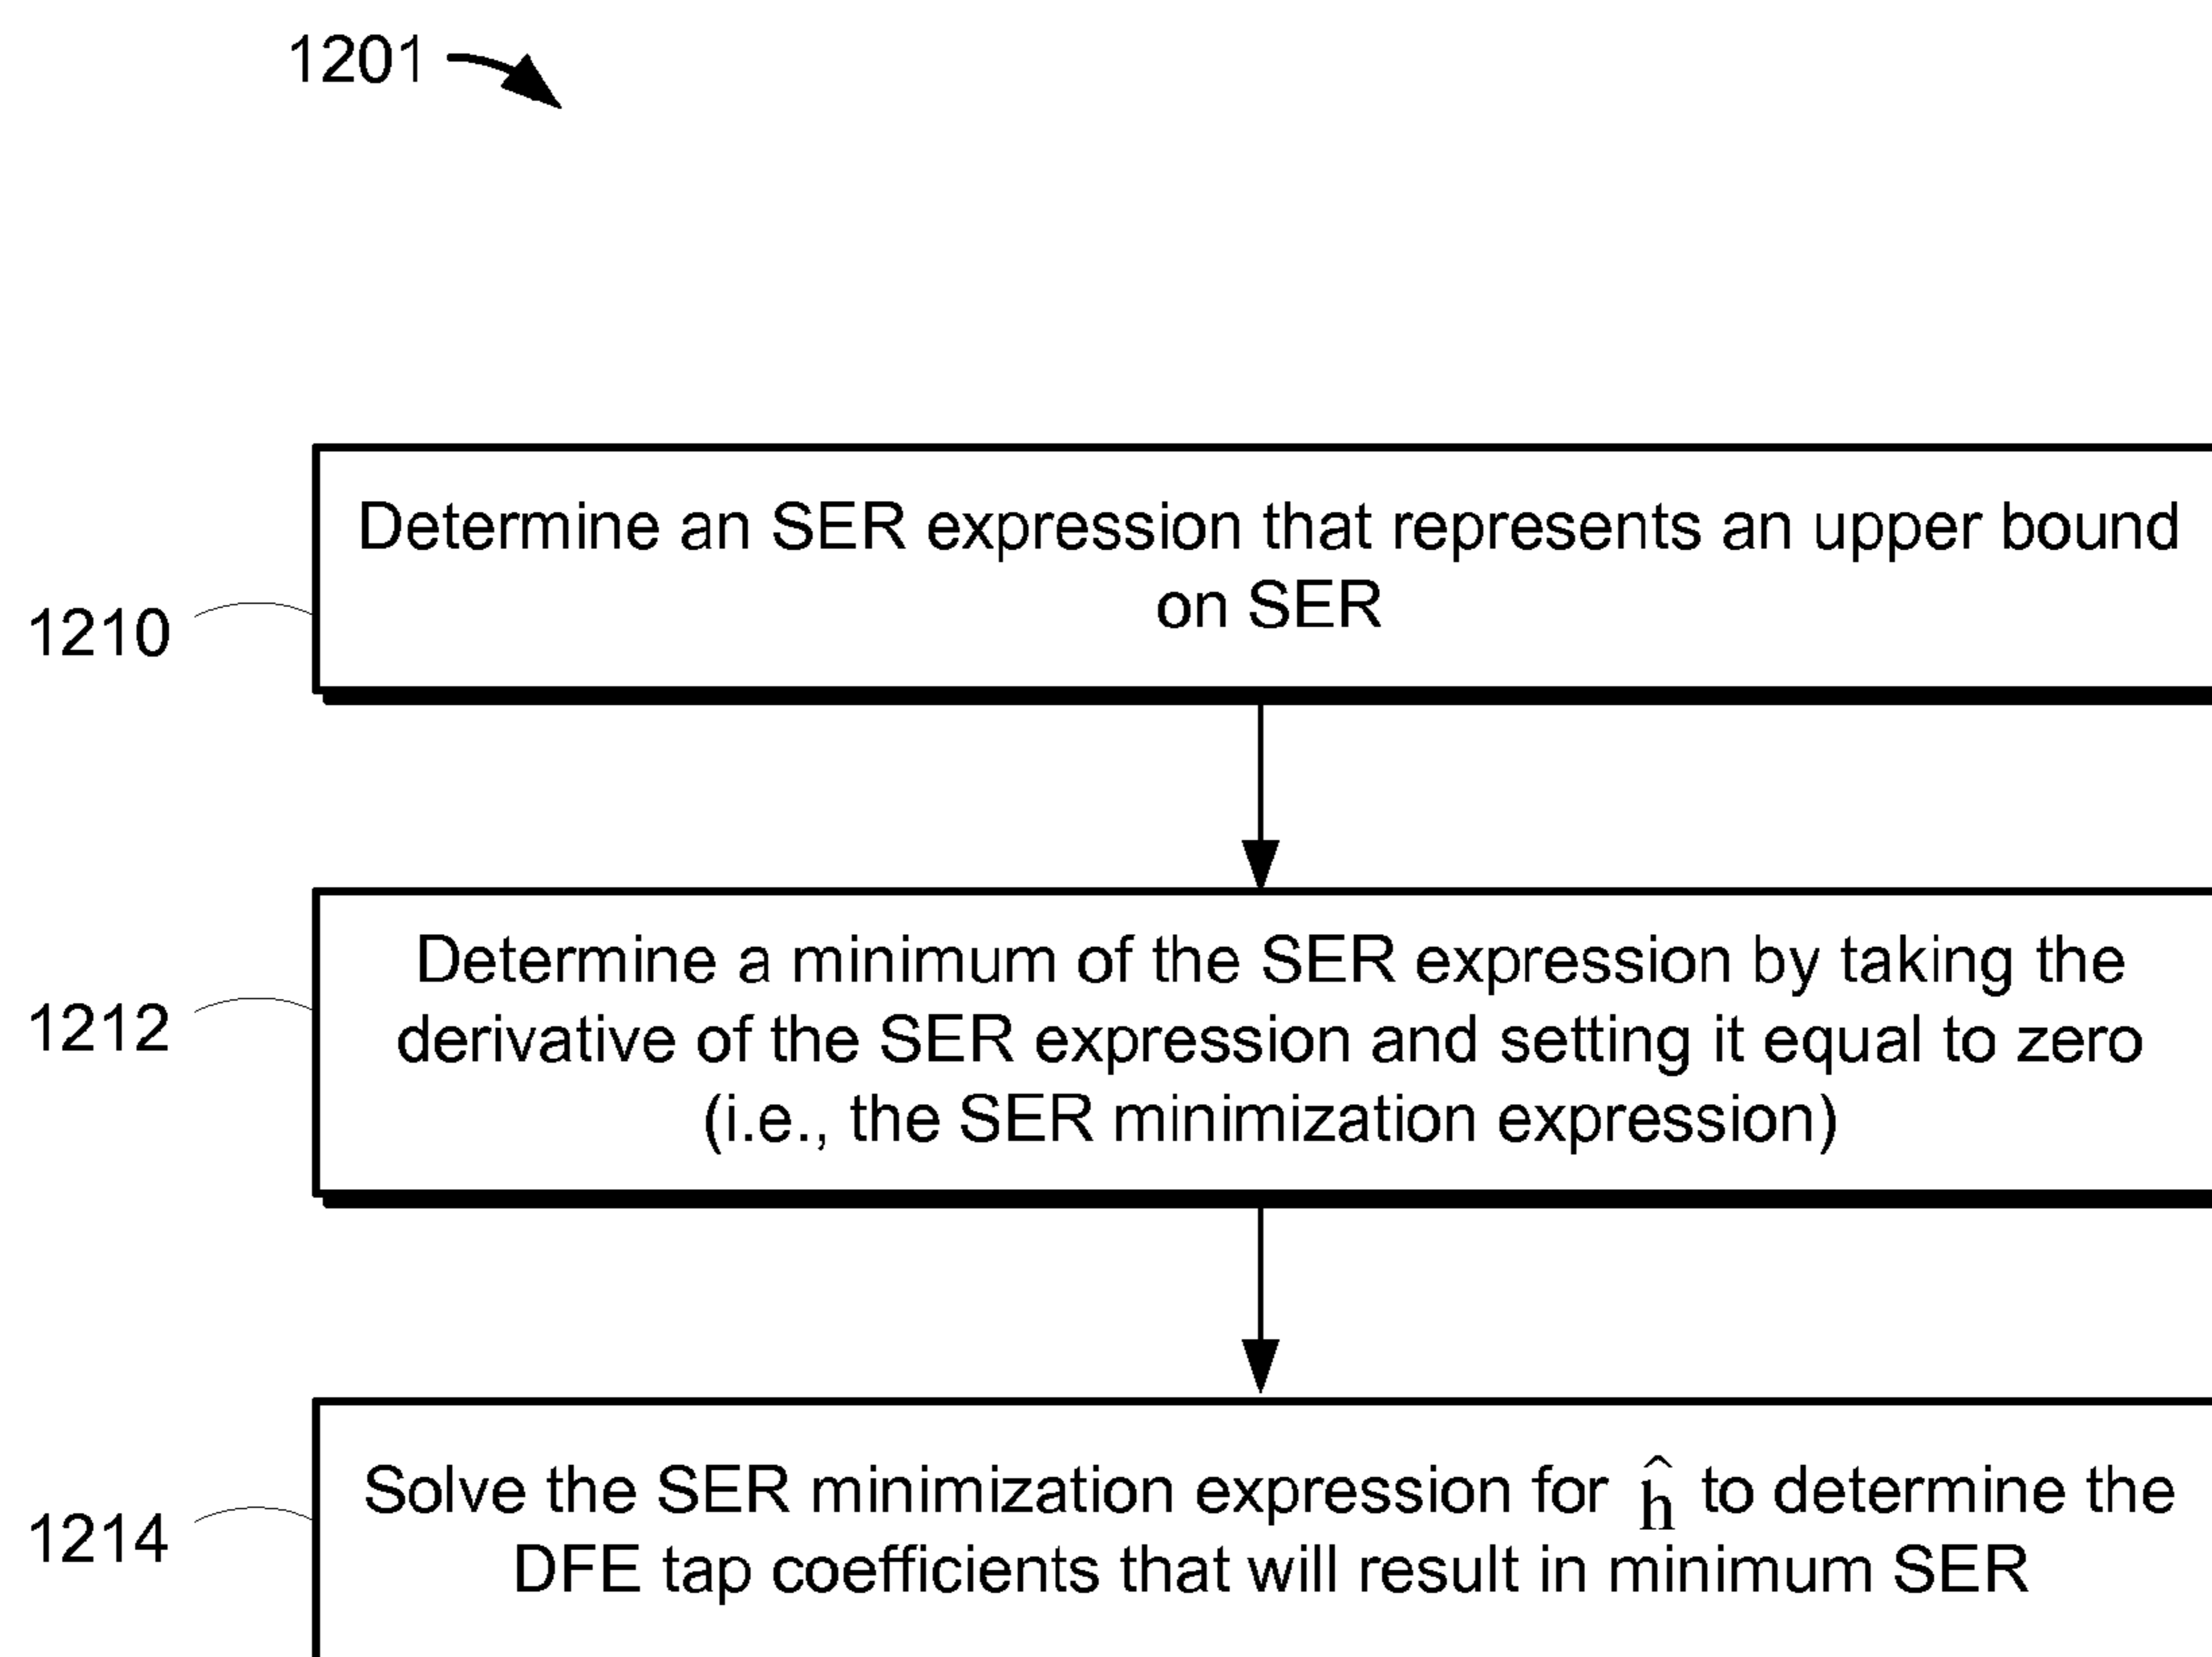 1201
Determine an SER expression that represents an upper bound
on SER
1210
Determine a minimum of the SER expression by taking the
derivative of the SER expression and setting it equal to zero
(i.e., the SER minimization expression)
1212
Solve the SER minimization expression for ĥ to determine the
DFE tap coefficients that will result in minimum SER
1214